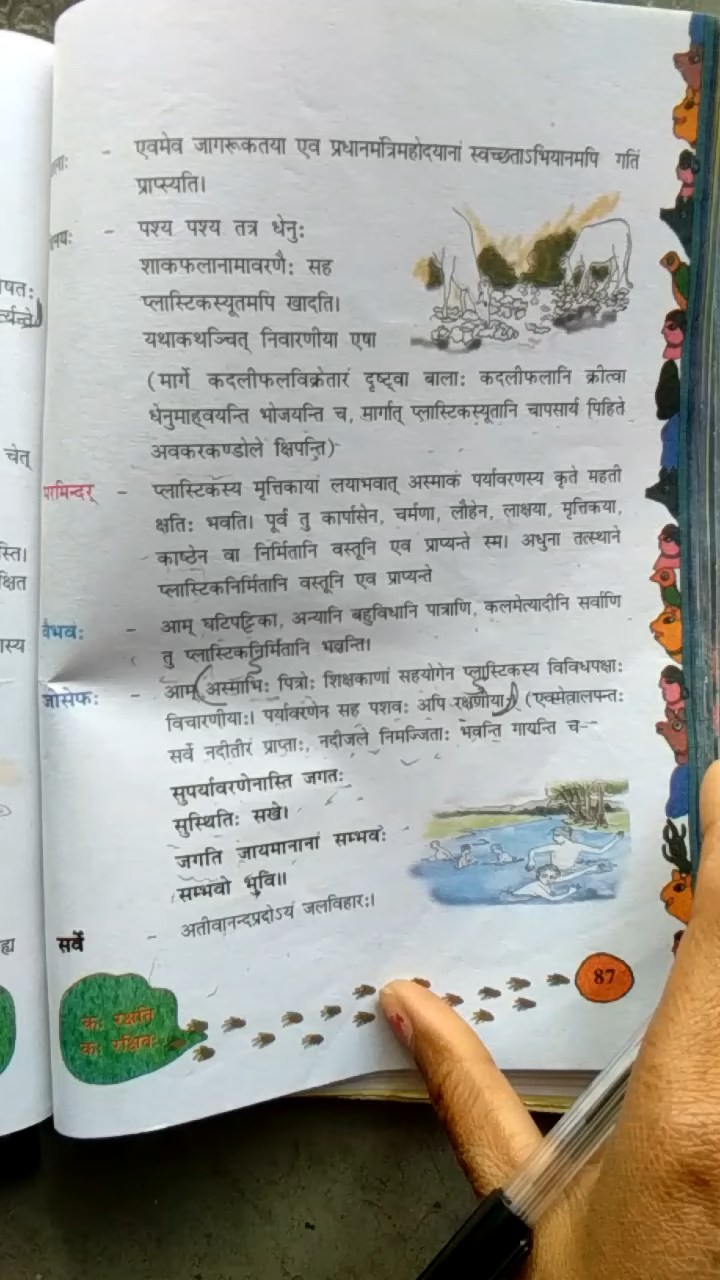 एवमेव जागरूकतया एव प्रधानमंत्रिमहोदयानां स्वच्छताऽभियानमपि गतिं
प्राप्स्यति।
पश्य पश्य तत्र धेनुः
शाकफलानामावरणैः सह
प्लास्टिकस्यूतमपि खादति।
यथाकथञ्चित् निवारणीया एषा
(मार्गे कदलीफलविक्रेतारं दृष्ट्वा बालाः कदलीफलानि क्रीत्वा
धेनुमाह्वयन्ति भोजयन्ति च, मार्गात् प्लास्टिकस्यूतानि चापसार्य पिहिते
अवकरकण्डोले क्षिपन्ति)
परमिन्दर् - प्लास्टिकस्य मृत्तिकायां लयाभवात् अस्माकं पर्यावरणस्य कृते महती
क्षतिः भवति। पूर्वं तु कार्पासेन, चर्मणा, लौहेन, लाक्षया, मृत्तिकया,
काष्ठेन वा निर्मितानि वस्तूनि एव प्राप्यन्ते स्म। अधुना तत्स्थाने
प्लास्टिकनिर्मितानि वस्तूनि एव प्राप्यन्ते
वैभवः - आम् घटिपट्टिका, अन्यानि बहुविधानि पात्राणि, कलमेत्यादीनि सर्वाणि
तु प्लास्टिकनिर्मितानि भवन्ति।
जोसेफः - आम् अस्माभिः पित्रोः शिक्षकाणां सहयोगेन प्लास्टिकस्य विविधपक्षाः
विचारणीयाः। पर्यावरणेन सह पशवः अपि रक्षणीयाः। (एवमेवालपन्तः
सर्वे नदीतीरं प्राप्ताः, नदीजले निमज्जिताः भवन्ति गायन्ति च-
सुपर्यावरणेनास्ति जगतः
सुस्थितिः सखे।
जगति जायमानानां सम्भवः
सम्भवो भुवि॥
सर्वे - अतीवानन्दप्रदोऽयं जलविहारः।
कः रक्षति
कः रक्षितः
87